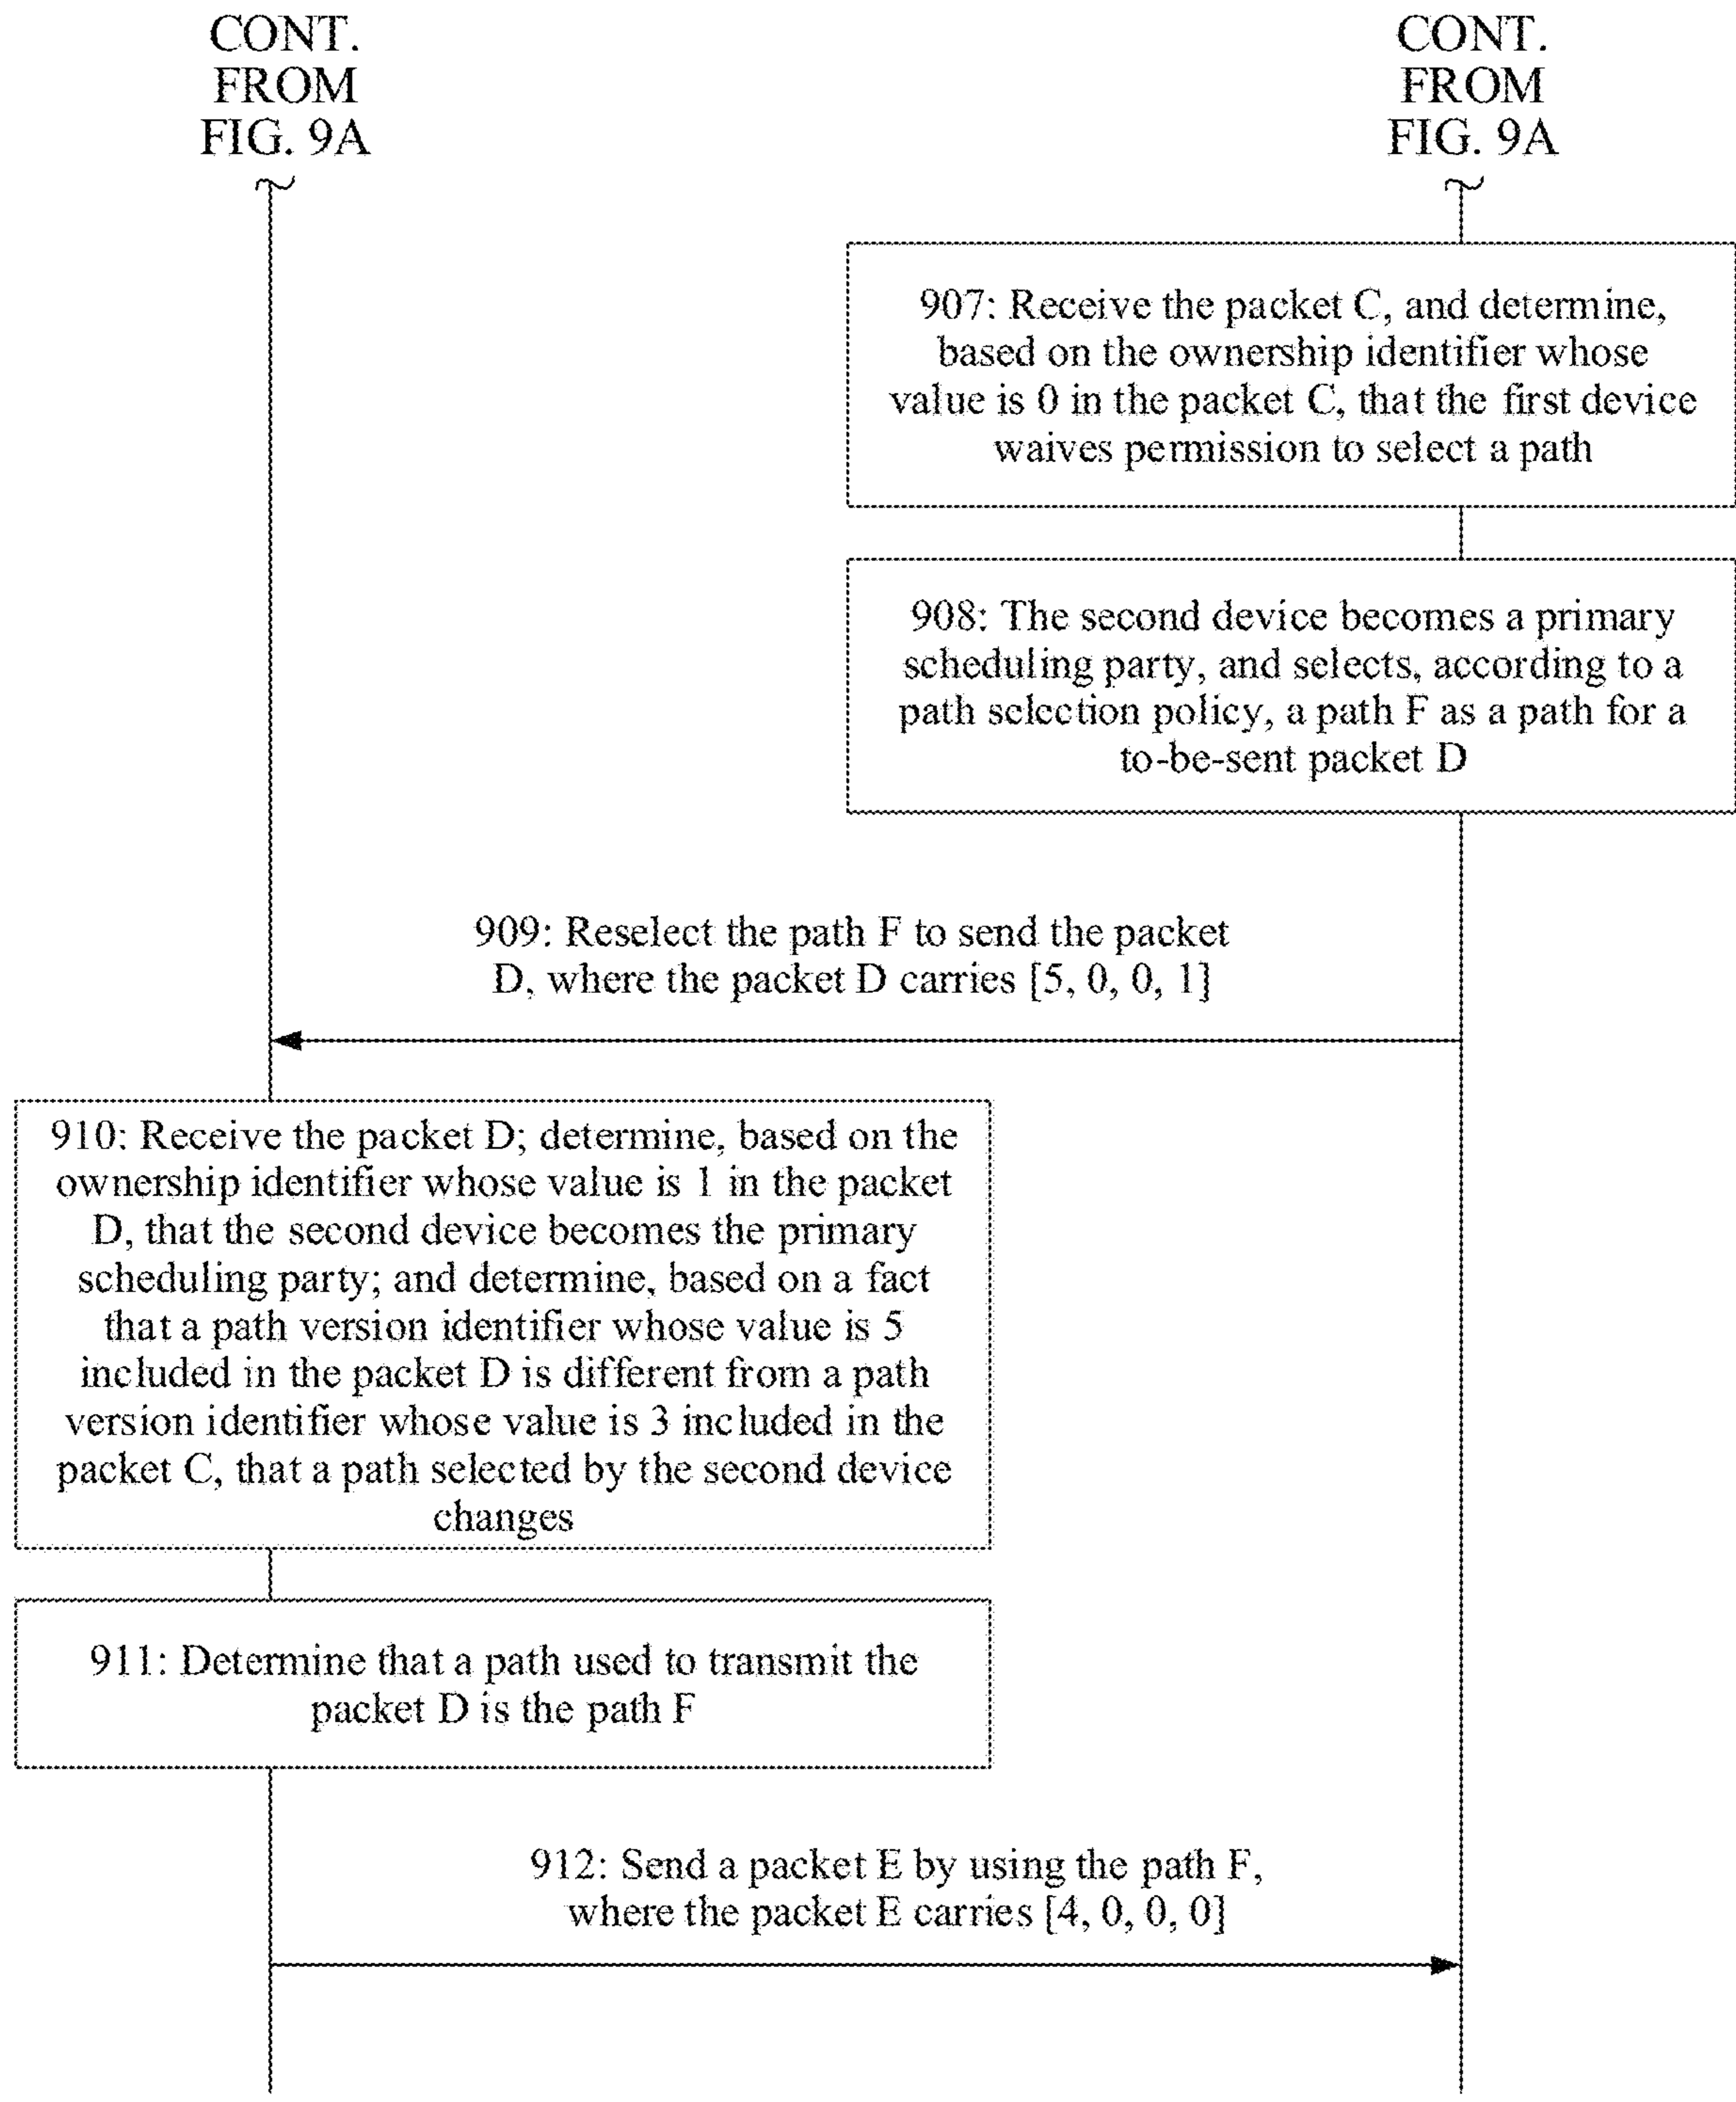 CONT.
FROM
FIG. 9A
CONT.
FROM
FIG. 9A
907: Receive the packet C, and determine,
based on the ownership identifier whose
value is 0 in the packet C, that the first device
waives permission to select a path
908: The second device becomes a primary
scheduling party, and selects, according to a
path selection policy, a path F as a path for a
to-be-sent packet D
909: Reselect the path F to send the packet
D, where the packet D carries [5, 0, 0, 1]
910: Receive the packet D; determine, based on the
ownership identifier whose value is 1 in the packet
D, that the second device becomes the primary
scheduling party; and determine, based on a fact
that a path version identifier whose value is 5
included in the packet D is different from a path
version identifier whose value is 3 included in the
packet C, that a path selected by the second device
changes
911: Determine that a path used to transmit the
packet D is the path F
912: Send a packet E by using the path F,
where the packet E carries [4, 0, 0, 0]